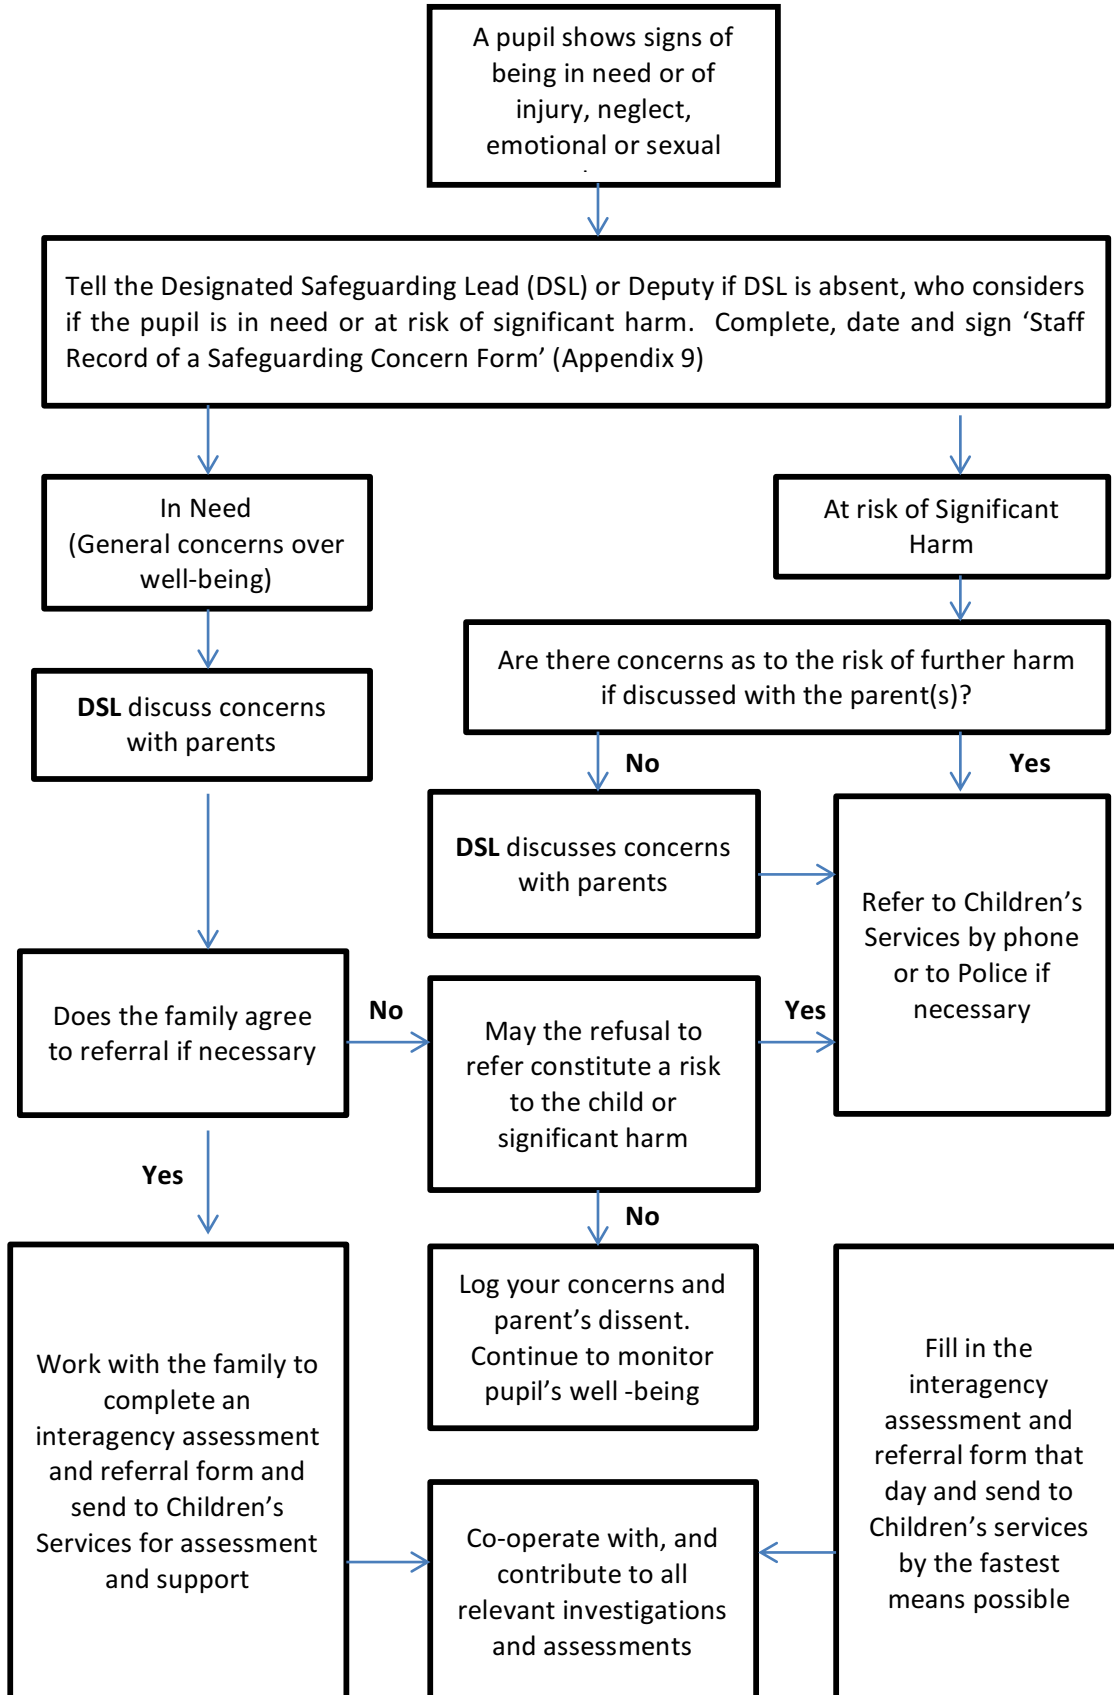 A pupil shows signs of
being in need or of
injury, neglect,
emotional or sexual
Tell the Designated Safeguarding Lead (DSL) or Deputy if DSL is absent, who considers
if the pupil is in need or at risk of significant harm.  Complete, date and sign ‘Staff
Record of a Safeguarding Concern Form’ (Appendix 9)
In Need
(General concerns over
well-being)
At risk of Significant
Harm
Are there concerns as to the risk of further harm
if discussed with the parent(s)?
DSL discuss concerns
with parents
No
Yes
DSL discusses concerns
with parents
Refer to Children’s
Services by phone
or to Police if
necessary
Does the family agree
to referral if necessary
No
May the refusal to
refer constitute a risk
to the child or
significant harm
Yes
Yes
No
Log your concerns and
parent’s dissent.
Continue to monitor
pupil’s well -being
Work with the family to
complete an
interagency assessment
and referral form and
send to Children’s
Services for assessment
and support
Fill in the
interagency
assessment and
referral form that
day and send to
Children’s services
by the fastest
means possible
Co-operate with, and
contribute to all
relevant investigations
and assessments